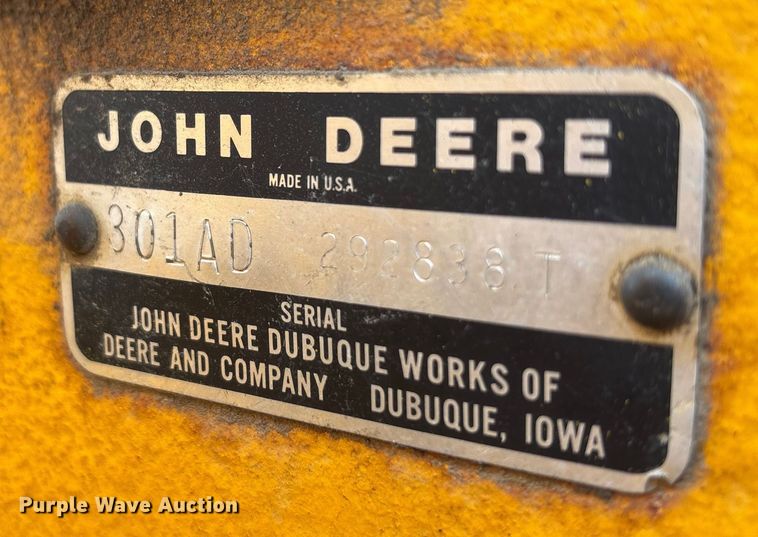 JOHN DEERE
MADE IN U.S.A.
301AD 292838 T
SERIAL
JOHN DEERE DUBUQUE WORKS OF
DEERE AND COMPANY DUBUQUE, IOWA
Purple Wave Auction